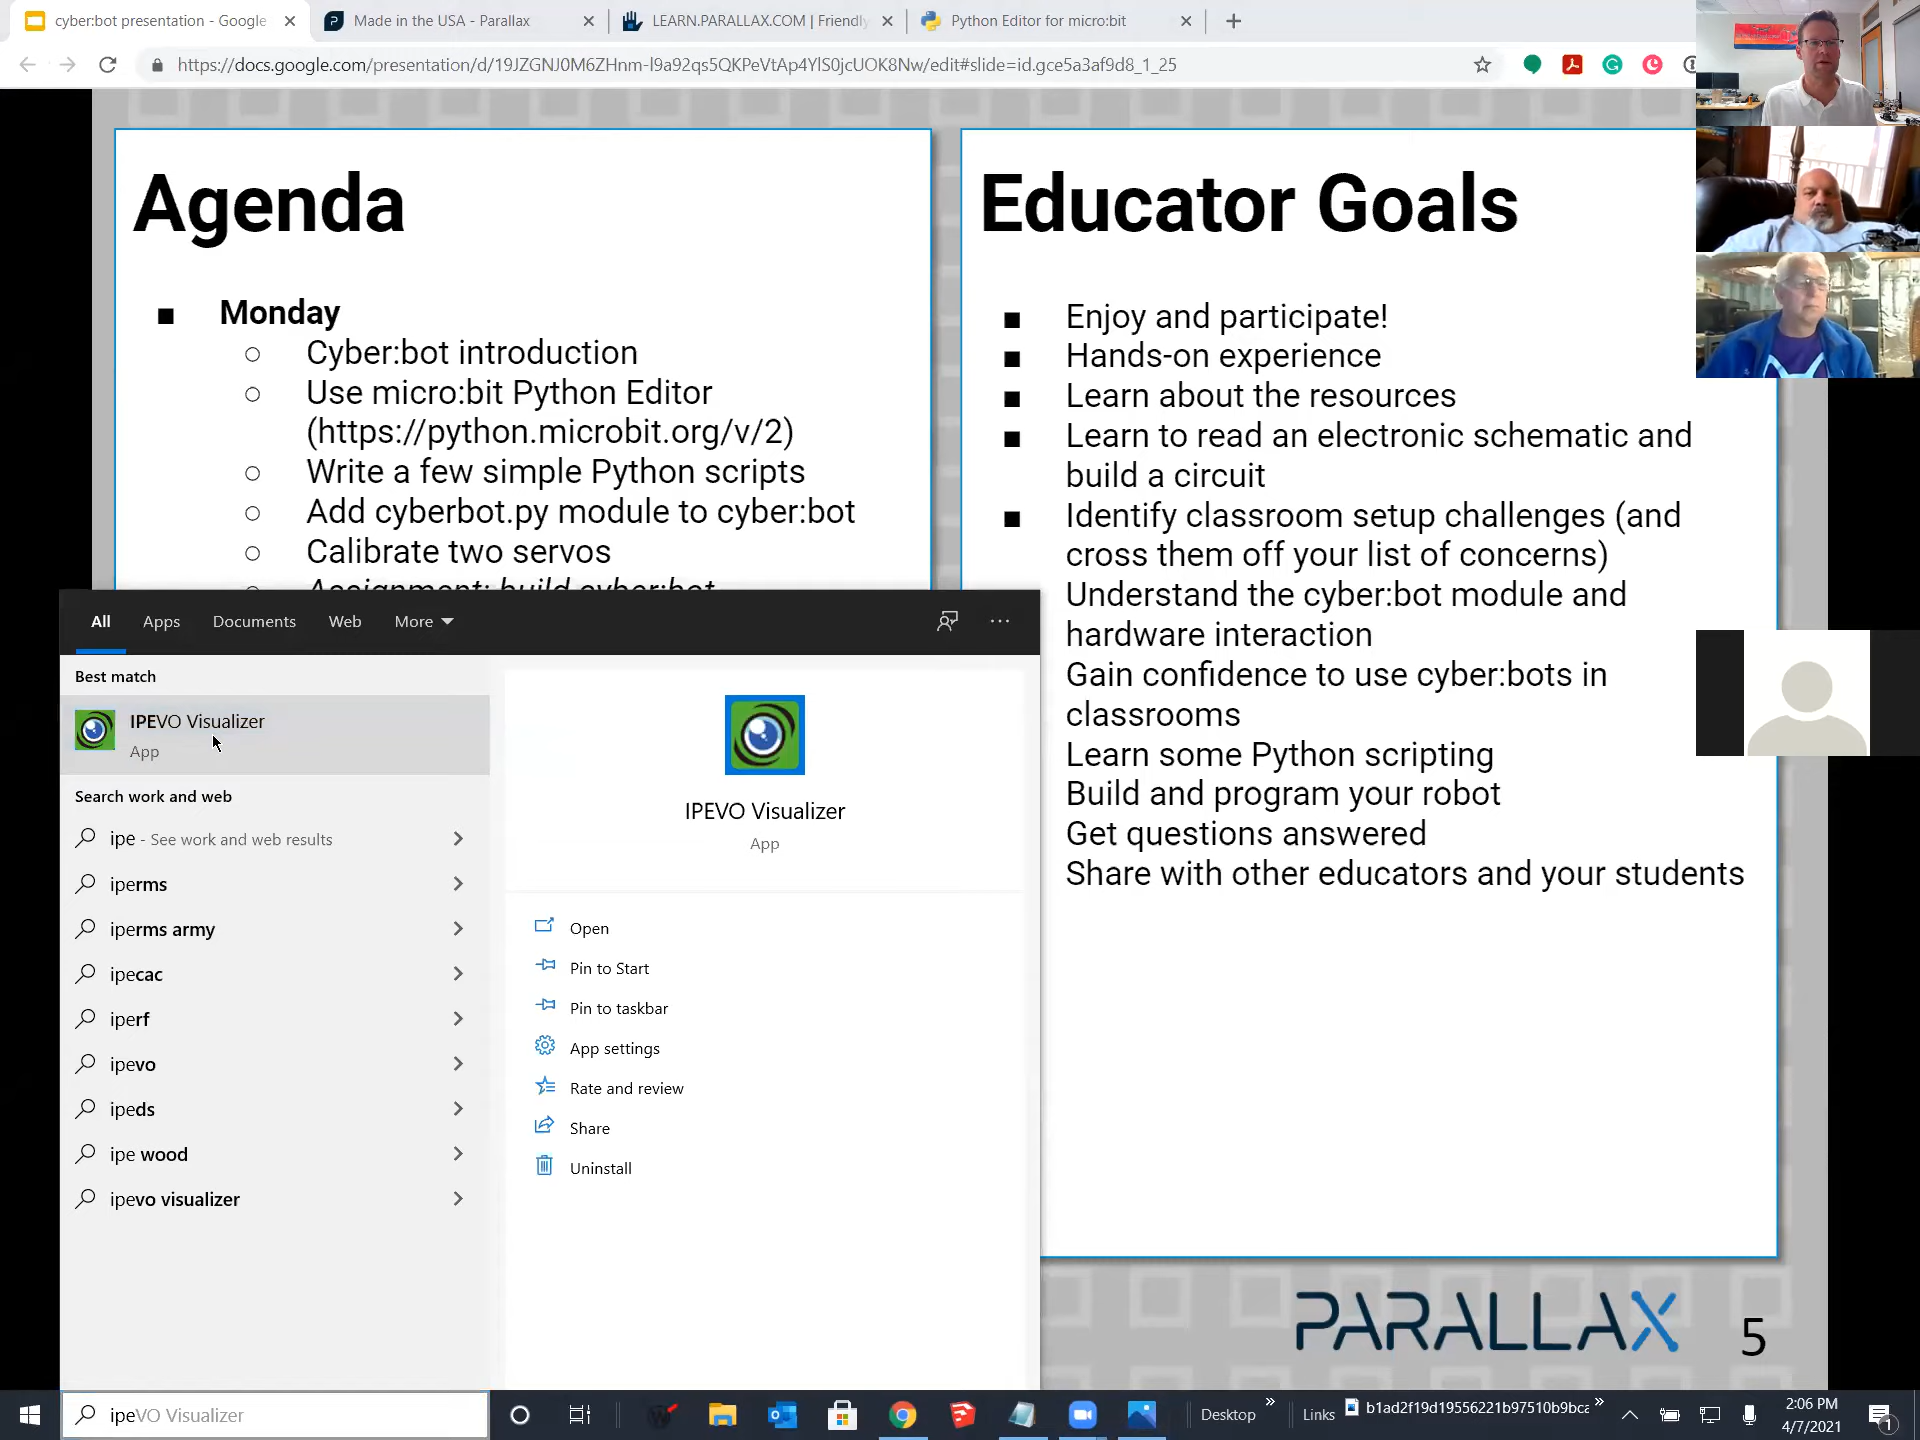 cyber:bot presentation - Google
Made in the USA - Parallax
LEARN.PARALLAX.COM | Friendly
Python Editor for micro:bit
https://docs.google.com/presentation/d/19JZGNJ0M6ZHnm-l9a92qs5QKPeVtAp4YlS0jcUOK8Nw/edit#slide=id.gce5a3af9d8_1_25
Agenda
■ Monday
○ Cyber:bot introduction
○ Use micro:bit Python Editor
(https://python.microbit.org/v/2)
○ Write a few simple Python scripts
○ Add cyberbot.py module to cyber:bot
○ Calibrate two servos
○ Assignment: build cyber:bot
Educator Goals
■ Enjoy and participate!
■ Hands-on experience
■ Learn about the resources
■ Learn to read an electronic schematic and
build a circuit
■ Identify classroom setup challenges (and
cross them off your list of concerns)
Understand the cyber:bot module and
hardware interaction
Gain confidence to use cyber:bots in
classrooms
Learn some Python scripting
Build and program your robot
Get questions answered
Share with other educators and your students
PARALLAX
5
All Apps Documents Web More
Best match
IPEVO Visualizer
App
Search work and web
ipe - See work and web results
iperms
iperms army
ipecac
iperf
ipevo
ipeds
ipe wood
ipevo visualizer
IPEVO Visualizer
App
Open
Pin to Start
Pin to taskbar
App settings
Rate and review
Share
Uninstall
ipeVO Visualizer
Desktop »
Links
b1ad2f19d19556221b97510b9bca »
2:06 PM
4/7/2021
1